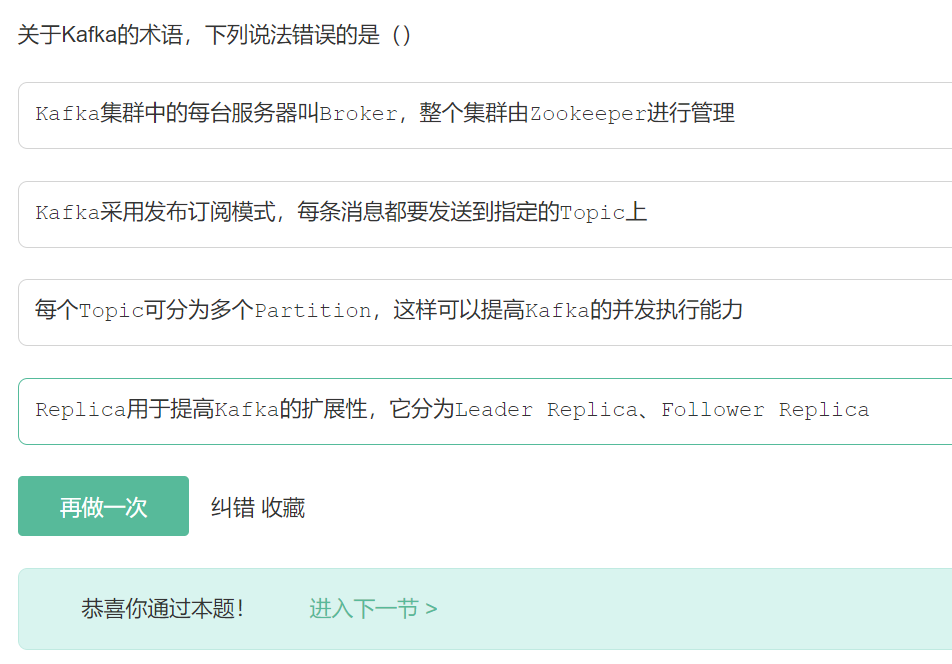 关于Kafka的术语，下列说法错误的是（）
Kafka集群中的每台服务器叫Broker，整个集群由Zookeeper进行管理
Kafka采用发布订阅模式，每条消息都要发送到指定的Topic上
每个Topic可分为多个Partition，这样可以提高Kafka的并发执行能力
Replica用于提高Kafka的扩展性，它分为Leader Replica、Follower Replica
再做一次 纠错 收藏
恭喜你通过本题！ 进入下一节 >